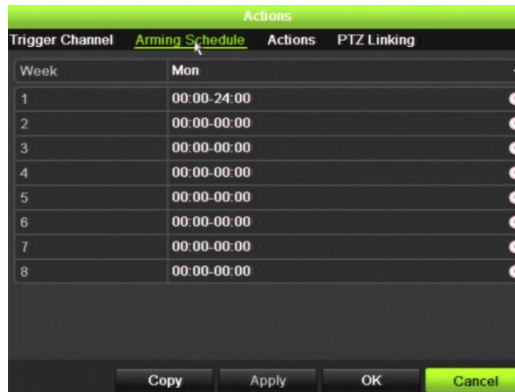 Actions
Trigger Channel Arming Schedule Actions PTZ Linking
Week Mon
1 00:00-24:00
2 00:00-00:00
3 00:00-00:00
4 00:00-00:00
5 00:00-00:00
6 00:00-00:00
7 00:00-00:00
8 00:00-00:00
Copy Apply OK Cancel